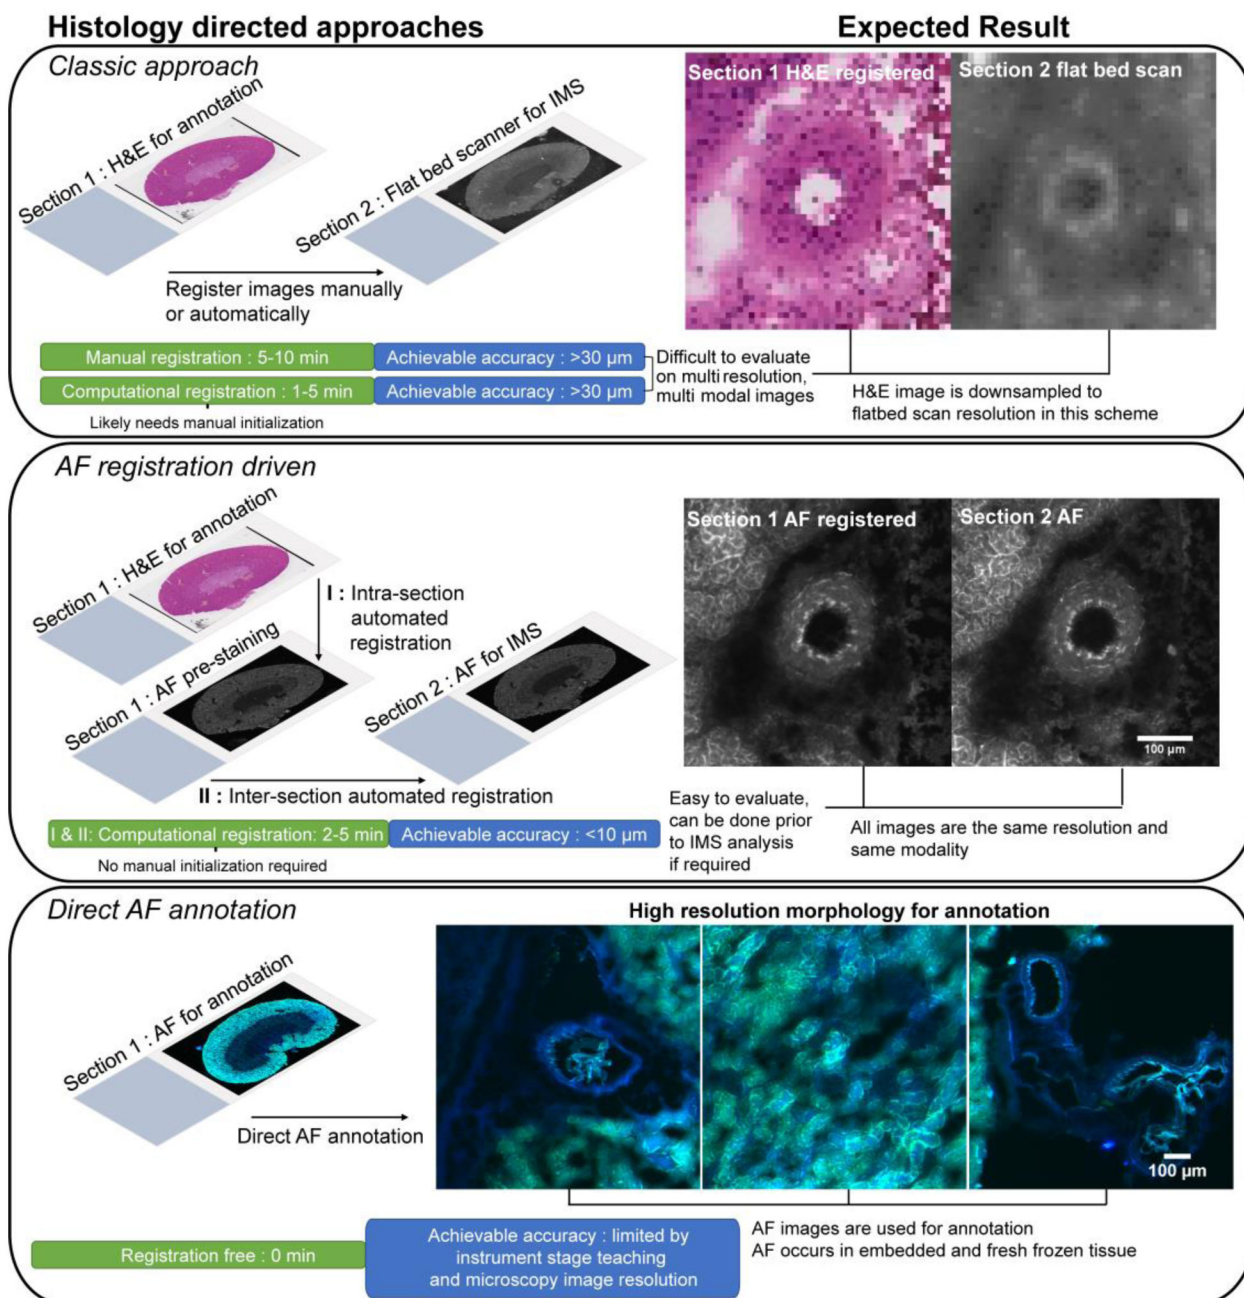 Histology directed approaches
Expected Result
Classic approach
Section 1 : H&E for annotation
Section 2 : Flat bed scanner for IMS
Register images manually
or automatically
Section 1 H&E registered
Section 2 flat bed scan
Manual registration : 5-10 min
Achievable accuracy : >30 µm
Computational registration : 1-5 min
Achievable accuracy : >30 µm
Likely needs manual initialization
Difficult to evaluate
on multi resolution,
multi modal images
H&E image is downsampled to
flatbed scan resolution in this scheme
AF registration driven
Section 1 : H&E for annotation
I : Intra-section
automated
registration
Section 1 : AF pre-staining
Section 2 : AF for IMS
II : Inter-section automated registration
Section 1 AF registered
Section 2 AF
100 µm
I & II: Computational registration: 2-5 min
Achievable accuracy : <10 µm
No manual initialization required
Easy to evaluate,
can be done prior
to IMS analysis
if required
All images are the same resolution and
same modality
Direct AF annotation
High resolution morphology for annotation
Section 1 : AF for annotation
Direct AF annotation
100 µm
Registration free : 0 min
Achievable accuracy : limited by
instrument stage teaching
and microscopy image resolution
AF images are used for annotation
AF occurs in embedded and fresh frozen tissue